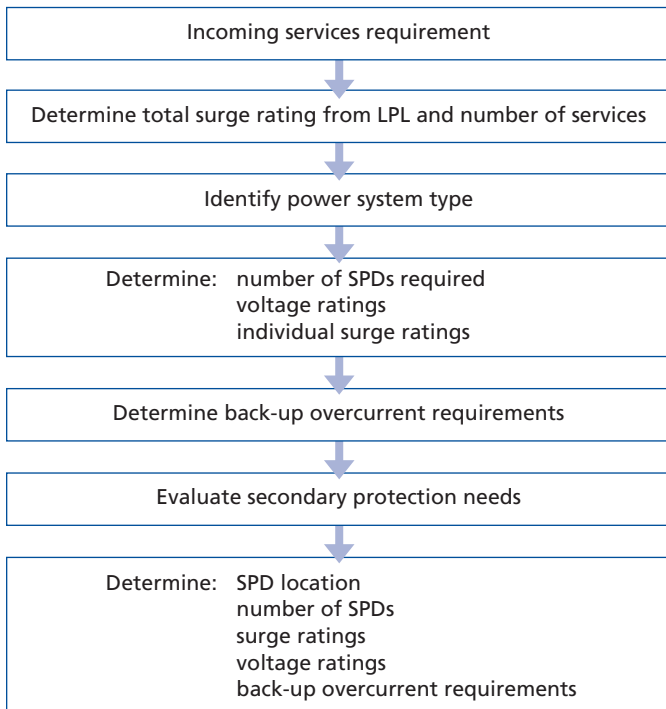 Incoming services requirement
Determine total surge rating from LPL and number of services
Identify power system type
Determine: number of SPDs required
voltage ratings
individual surge ratings
Determine back-up overcurrent requirements
Evaluate secondary protection needs
Determine: SPD location
number of SPDs
surge ratings
voltage ratings
back-up overcurrent requirements